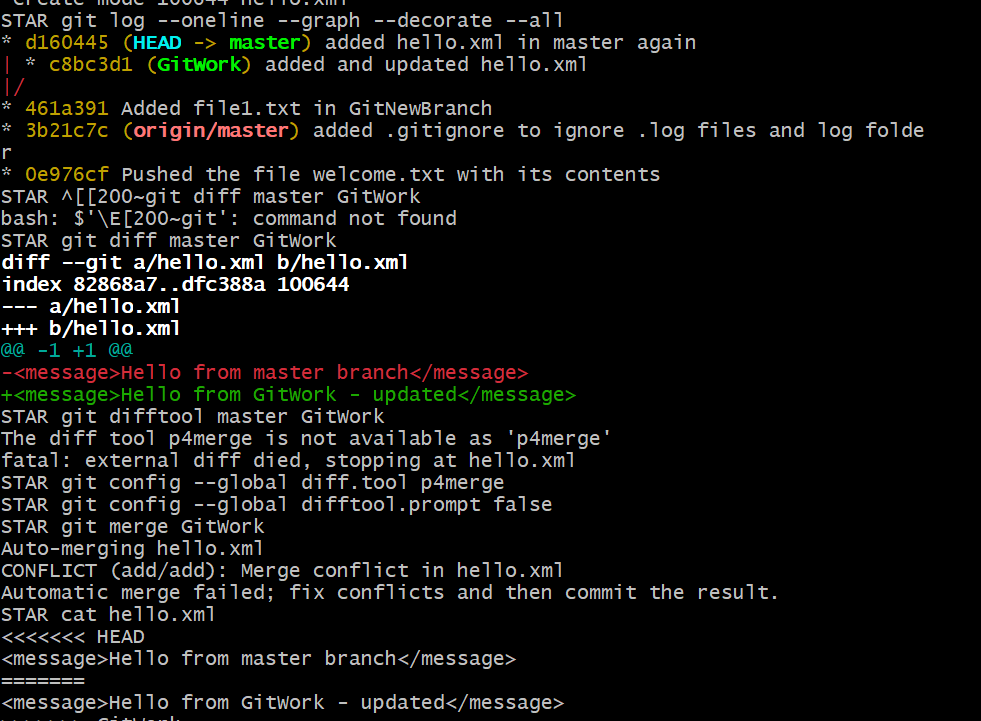 create mode 100644 hello.xml
STAR git log --oneline --graph --decorate --all
* d160445 (HEAD -> master) added hello.xml in master again
| * c8bc3d1 (GitWork) added and updated hello.xml
|/
* 461a391 Added file1.txt in GitNewBranch
* 3b21c7c (origin/master) added .gitignore to ignore .log files and log folde
r
* 0e976cf Pushed the file welcome.txt with its contents
STAR ^[[200~git diff master GitWork
bash: $'\E[200~git': command not found
STAR git diff master GitWork
diff --git a/hello.xml b/hello.xml
index 82868a7..dfc388a 100644
--- a/hello.xml
+++ b/hello.xml
@@ -1 +1 @@
-<message>Hello from master branch</message>
+<message>Hello from GitWork - updated</message>
STAR git difftool master GitWork
The diff tool p4merge is not available as 'p4merge'
fatal: external diff died, stopping at hello.xml
STAR git config --global diff.tool p4merge
STAR git config --global difftool.prompt false
STAR git merge GitWork
Auto-merging hello.xml
CONFLICT (add/add): Merge conflict in hello.xml
Automatic merge failed; fix conflicts and then commit the result.
STAR cat hello.xml
<<<<<<< HEAD
<message>Hello from master branch</message>
=======
<message>Hello from GitWork - updated</message>
>>>>>>> GitWork